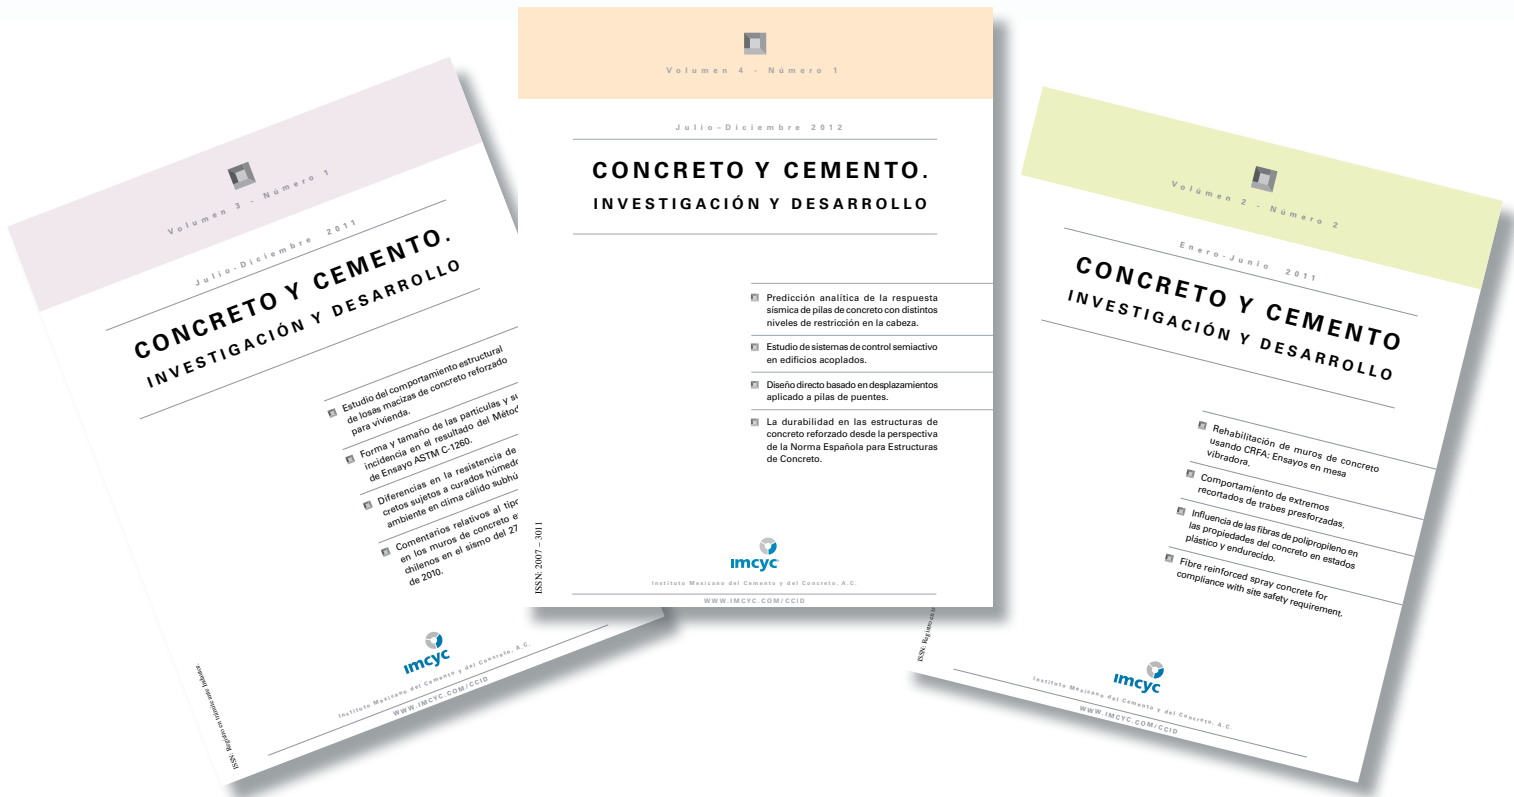 Volumen 3 - Número 1
Julio-Diciembre 2011
CONCRETO Y CEMENTO.
INVESTIGACIÓN Y DESARROLLO
Estudio del comportamiento estructural
de losas macizas de concreto reforzado
para vivienda.
Forma y tamaño de las partículas y su
incidencia en el resultado del Métod
de Ensayo ASTM C-1260.
Diferencias en la resistencia de
cretos sujetos a curados húmedo
ambiente en clima cálido subhú
Comentarios relativos al tipo
en los muros de concreto e
chilenos en el sismo del 27
de 2010.
imcyc
Instituto Mexicano del Cemento y del Concreto, A.C.
WWW.IMCYC.COM/CCID
ISSN: Registro en trámite ante Indautor.
Volumen 4 - Número 1
Julio–Diciembre 2012
CONCRETO Y CEMENTO.
INVESTIGACIÓN Y DESARROLLO
Predicción analítica de la respuesta
sísmica de pilas de concreto con distintos
niveles de restricción en la cabeza.
Estudio de sistemas de control semiactivo
en edificios acoplados.
Diseño directo basado en desplazamientos
aplicado a pilas de puentes.
La durabilidad en las estructuras de
concreto reforzado desde la perspectiva
de la Norma Española para Estructuras
de Concreto.
ISSN: 2007 – 3011
imcyc
Instituto Mexicano del Cemento y del Concreto, A.C.
WWW.IMCYC.COM/CCID
Volúmen 2 - Número 2
Enero-Junio 2011
CONCRETO Y CEMENTO
INVESTIGACIÓN Y DESARROLLO
Rehabilitación de muros de concreto
usando CRFA; Ensayos en mesa
vibradora.
Comportamiento de extremos
recortados de trabes presforzadas.
Influencia de las fibras de polipropileno en
las propiedades del concreto en estados
plástico y endurecido.
Fibre reinforced spray concrete for
compliance with site safety requirement.
ISSN: Registro en tr
imcyc
Instituto Mexicano del Cemento y del Concreto, A.C.
WWW.IMCYC.COM/CCID